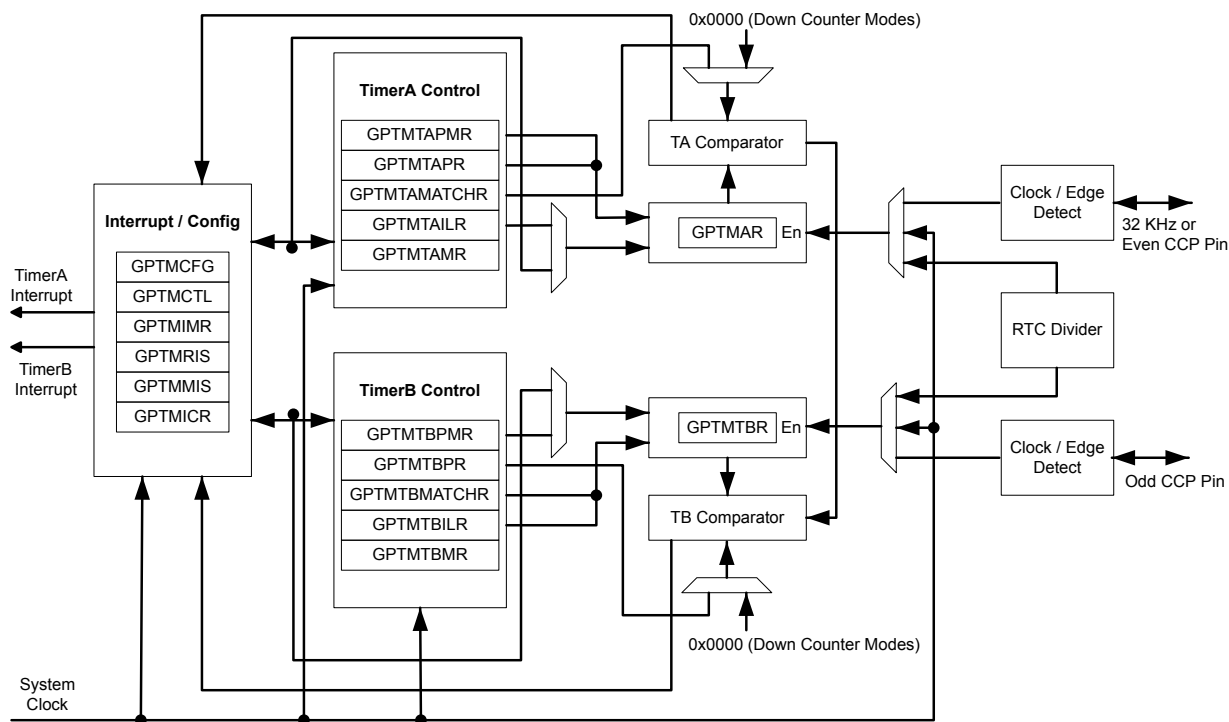 0x0000 (Down Counter Modes)
TimerA Control
GPTMTAPMR
GPTMTAPR
GPTMTAMATCHR
GPTMTAILR
GPTMTAMR
TA Comparator
GPTMAR
En
Clock / Edge
Detect
32 KHz or
Even CCP Pin
Interrupt / Config
GPTMCFG
GPTMCTL
GPTMIMR
GPTMRIS
GPTMMIS
GPTMICR
TimerA
Interrupt
TimerB
Interrupt
RTC Divider
TimerB Control
GPTMTBPMR
GPTMTBPR
GPTMTBMATCHR
GPTMTBILR
GPTMTBMR
GPTMTBR
En
TB Comparator
Clock / Edge
Detect
Odd CCP Pin
0x0000 (Down Counter Modes)
System
Clock